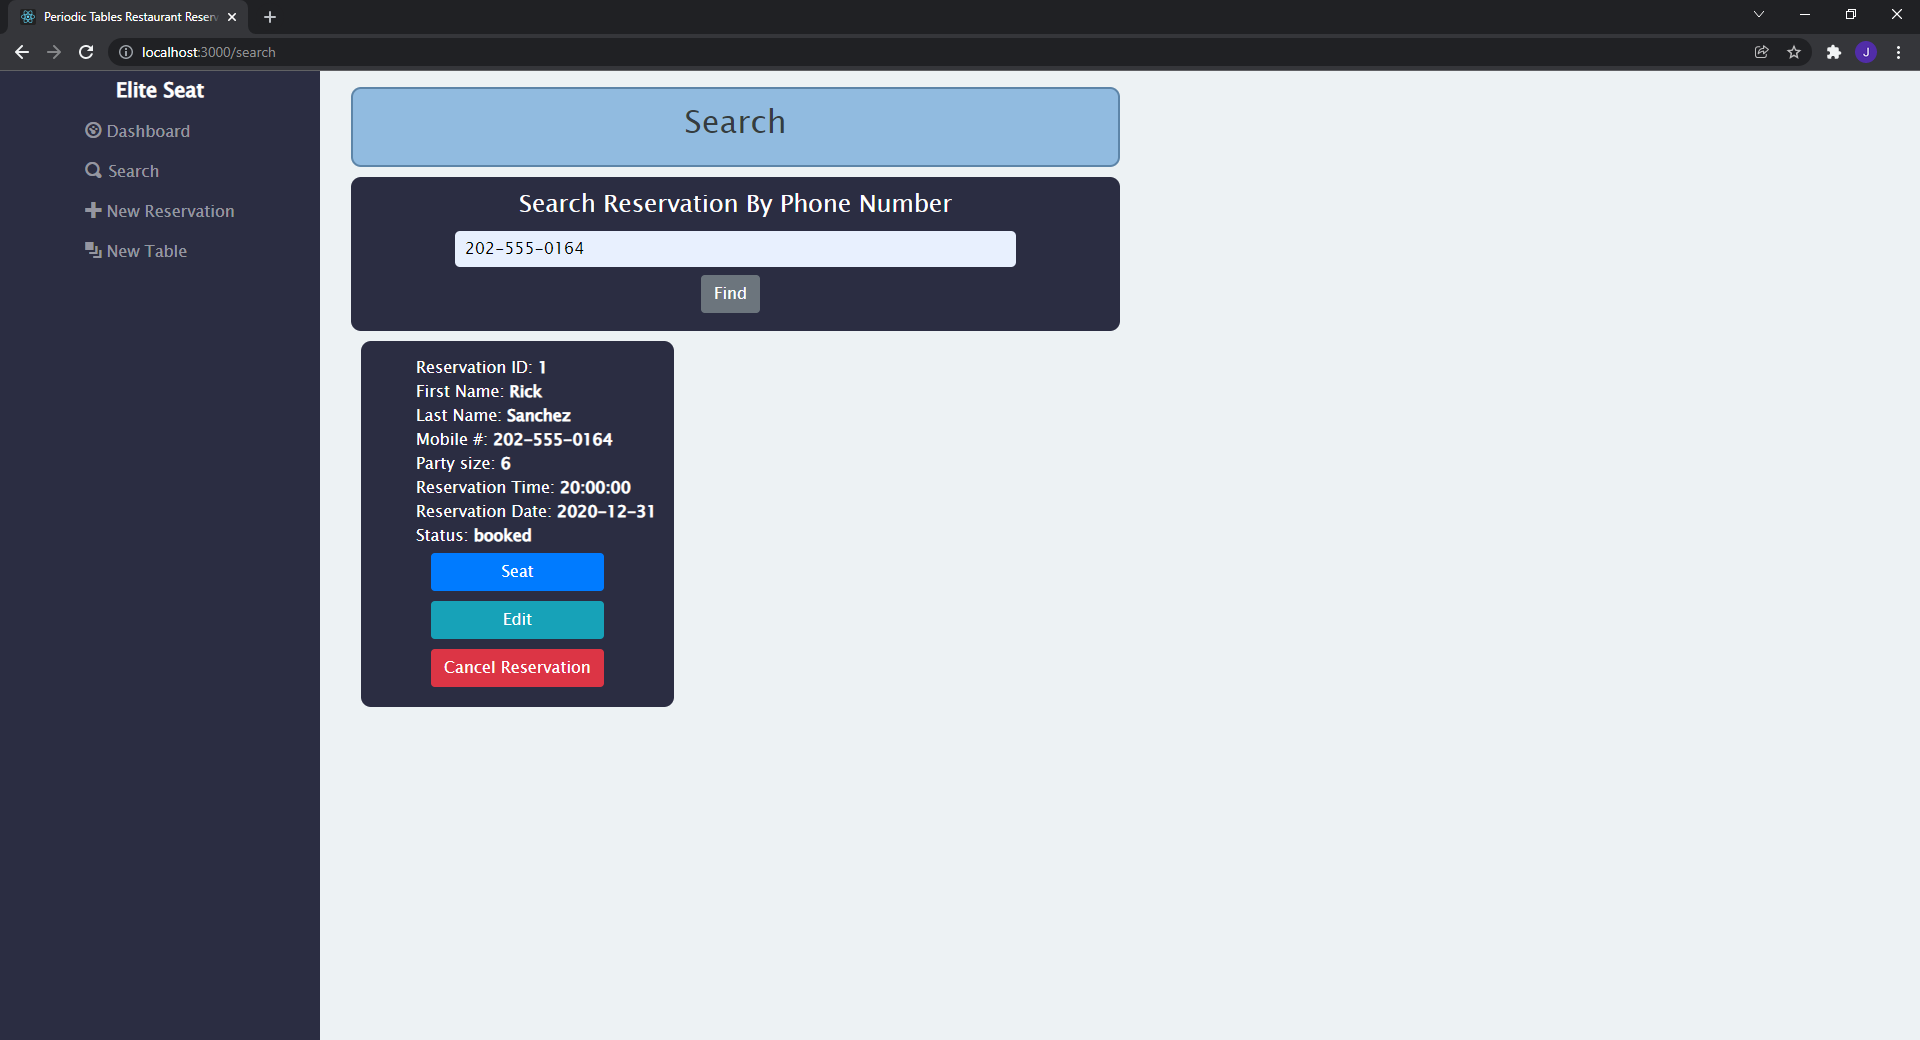 Periodic Tables Restaurant Reser
localhost:3000/search
J
Elite Seat
Dashboard
Search
New Reservation
New Table
Search
Search Reservation By Phone Number
202-555-0164
Find
Reservation ID: 1
First Name: Rick
Last Name: Sanchez
Mobile #: 202-555-0164
Party size: 6
Reservation Time: 20:00:00
Reservation Date: 2020-12-31
Status: booked
Seat
Edit
Cancel Reservation